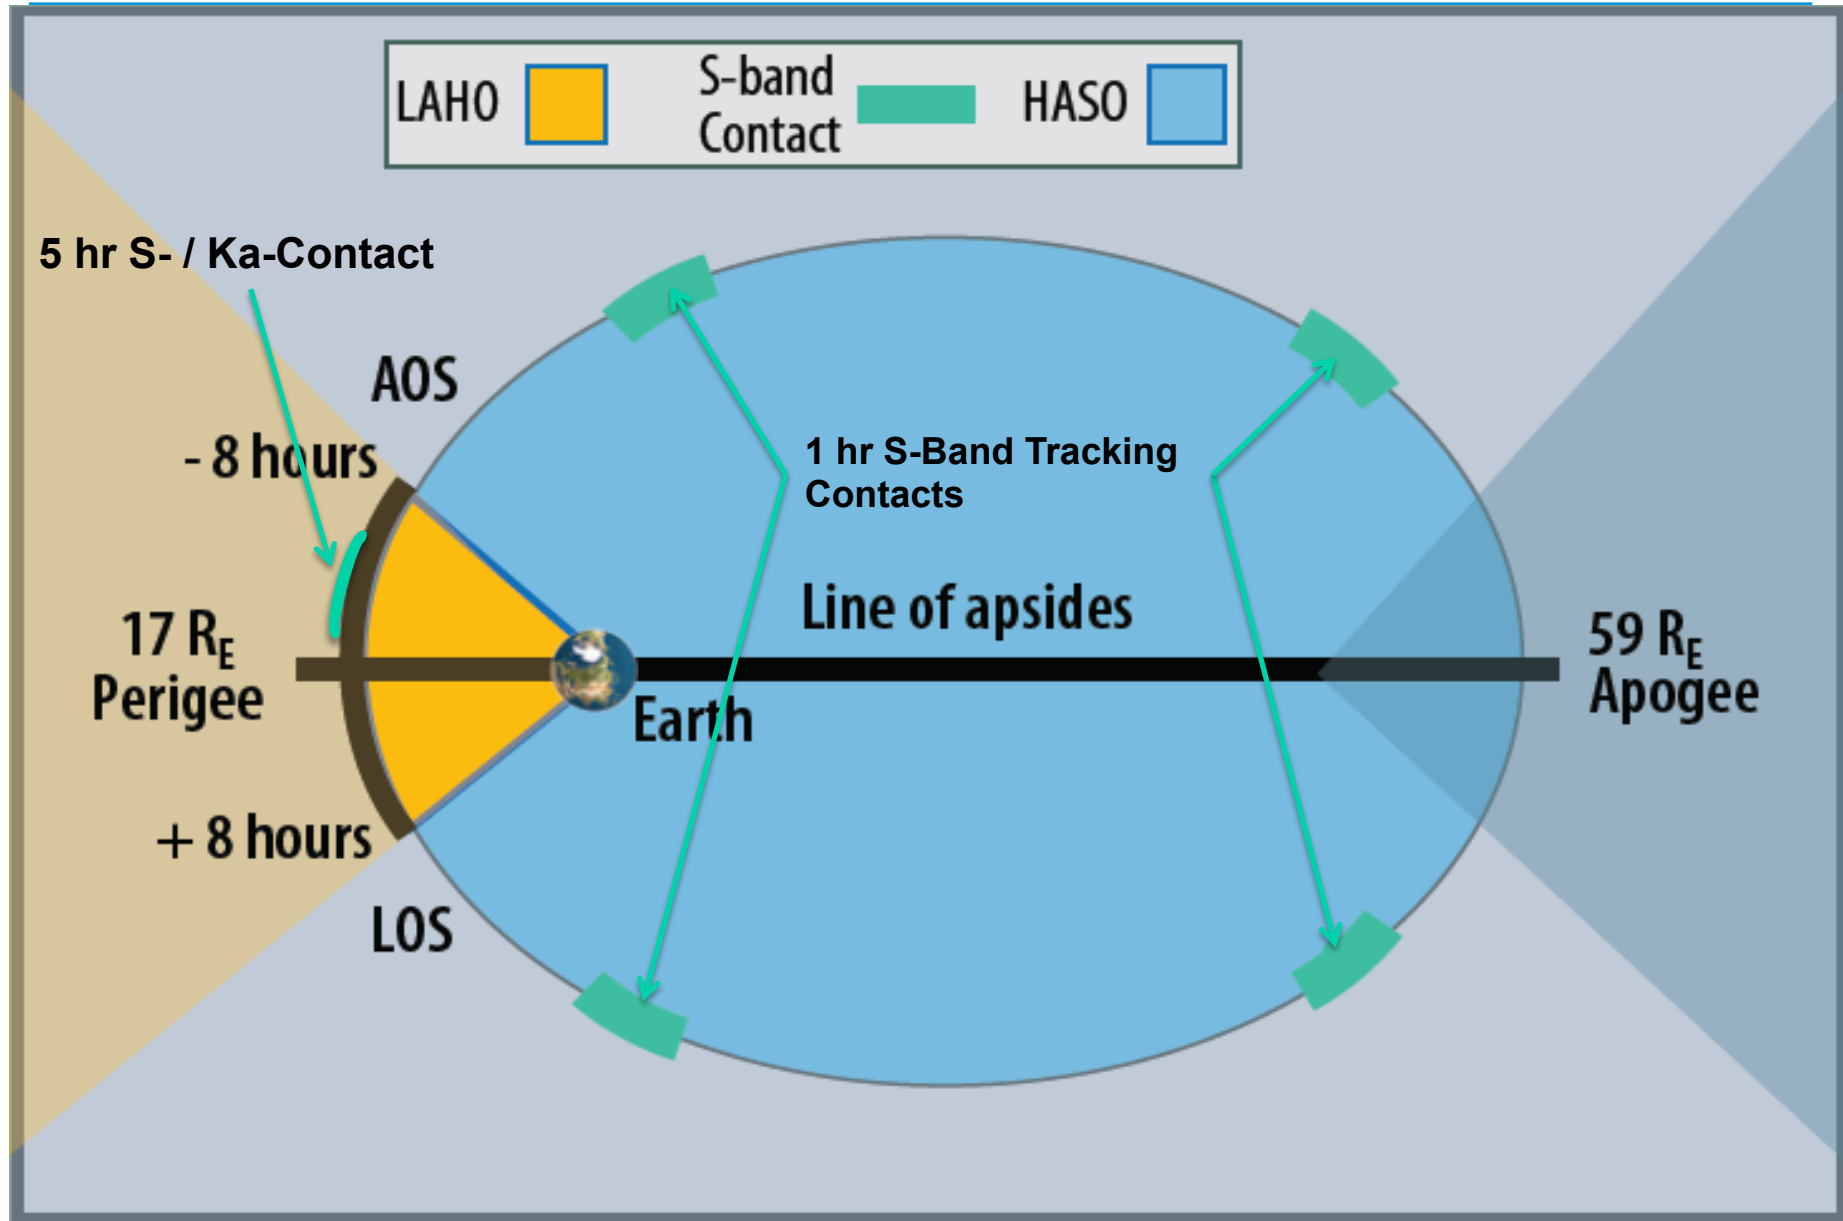 LAHO
S-band
Contact
HASO
5 hr S- / Ka-Contact
AOS
- 8 hours
1 hr S-Band Tracking
Contacts
Line of apsides
17 RE
Perigee
59 RE
Apogee
Earth
+ 8 hours
LOS